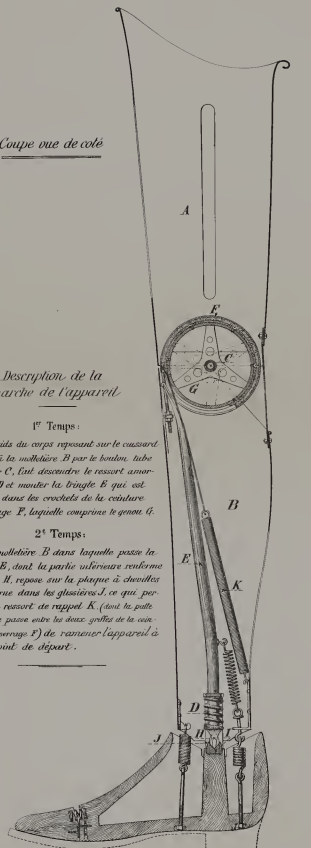 Coupe vue de coté
A
F,
C
G
Description de la
arche de l'appareil
1er Temps:
ids du corps reposant sur le cuissard
à la molletière B par le boulon tube
C, fait descendre le ressort amor-
D et monter la tringle E qui est
dans les crochets de la ceinture
ge F, laquelle comprime le genou G.
B
2e Temps:
molletière B dans laquelle passe la
E, dont la partie inférieure renferme
H, repose sur la plaque à chevilles
rne dans les glissières J, ce qui per-
ressort de rappel K, (dont la patte
passe entre les deux griffes de la cein-
serrage F) de ramener l'appareil à
oint de départ.
E
K
D
J
H
I